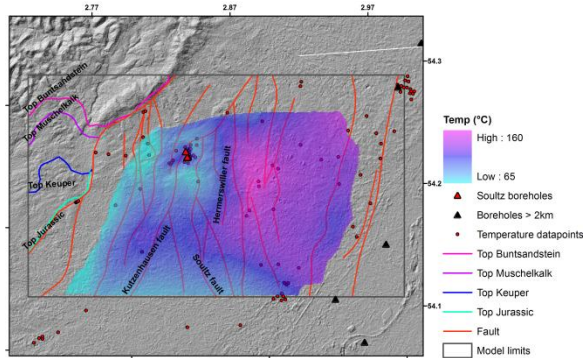 2.77 2.87 2.97
54.3
54.2
54.1
Top Buntsandstein
Top Muschelkalk
Top Keuper
Top Jurassic
Hermerswiller fault
Kutzenhausen fault
Soultz fault
Temp (°C)
High : 160
Low : 65
Soultz boreholes
Boreholes > 2km
Temperature datapoints
Top Buntsandstein
Top Muschelkalk
Top Keuper
Top Jurassic
Fault
Model limits